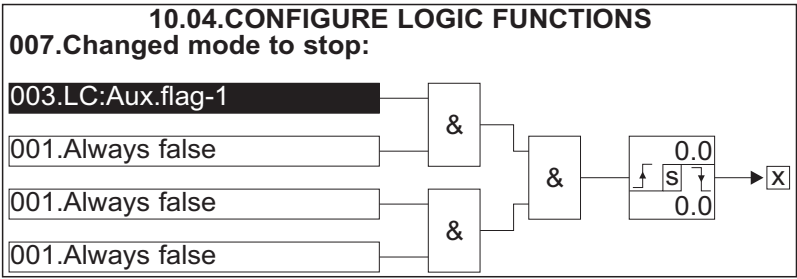 10.04.CONFIGURE LOGIC FUNCTIONS
007.Changed mode to stop:
003.LC:Aux.flag-1
&
001.Always false
&
0.0
S
X
0.0
001.Always false
&
001.Always false